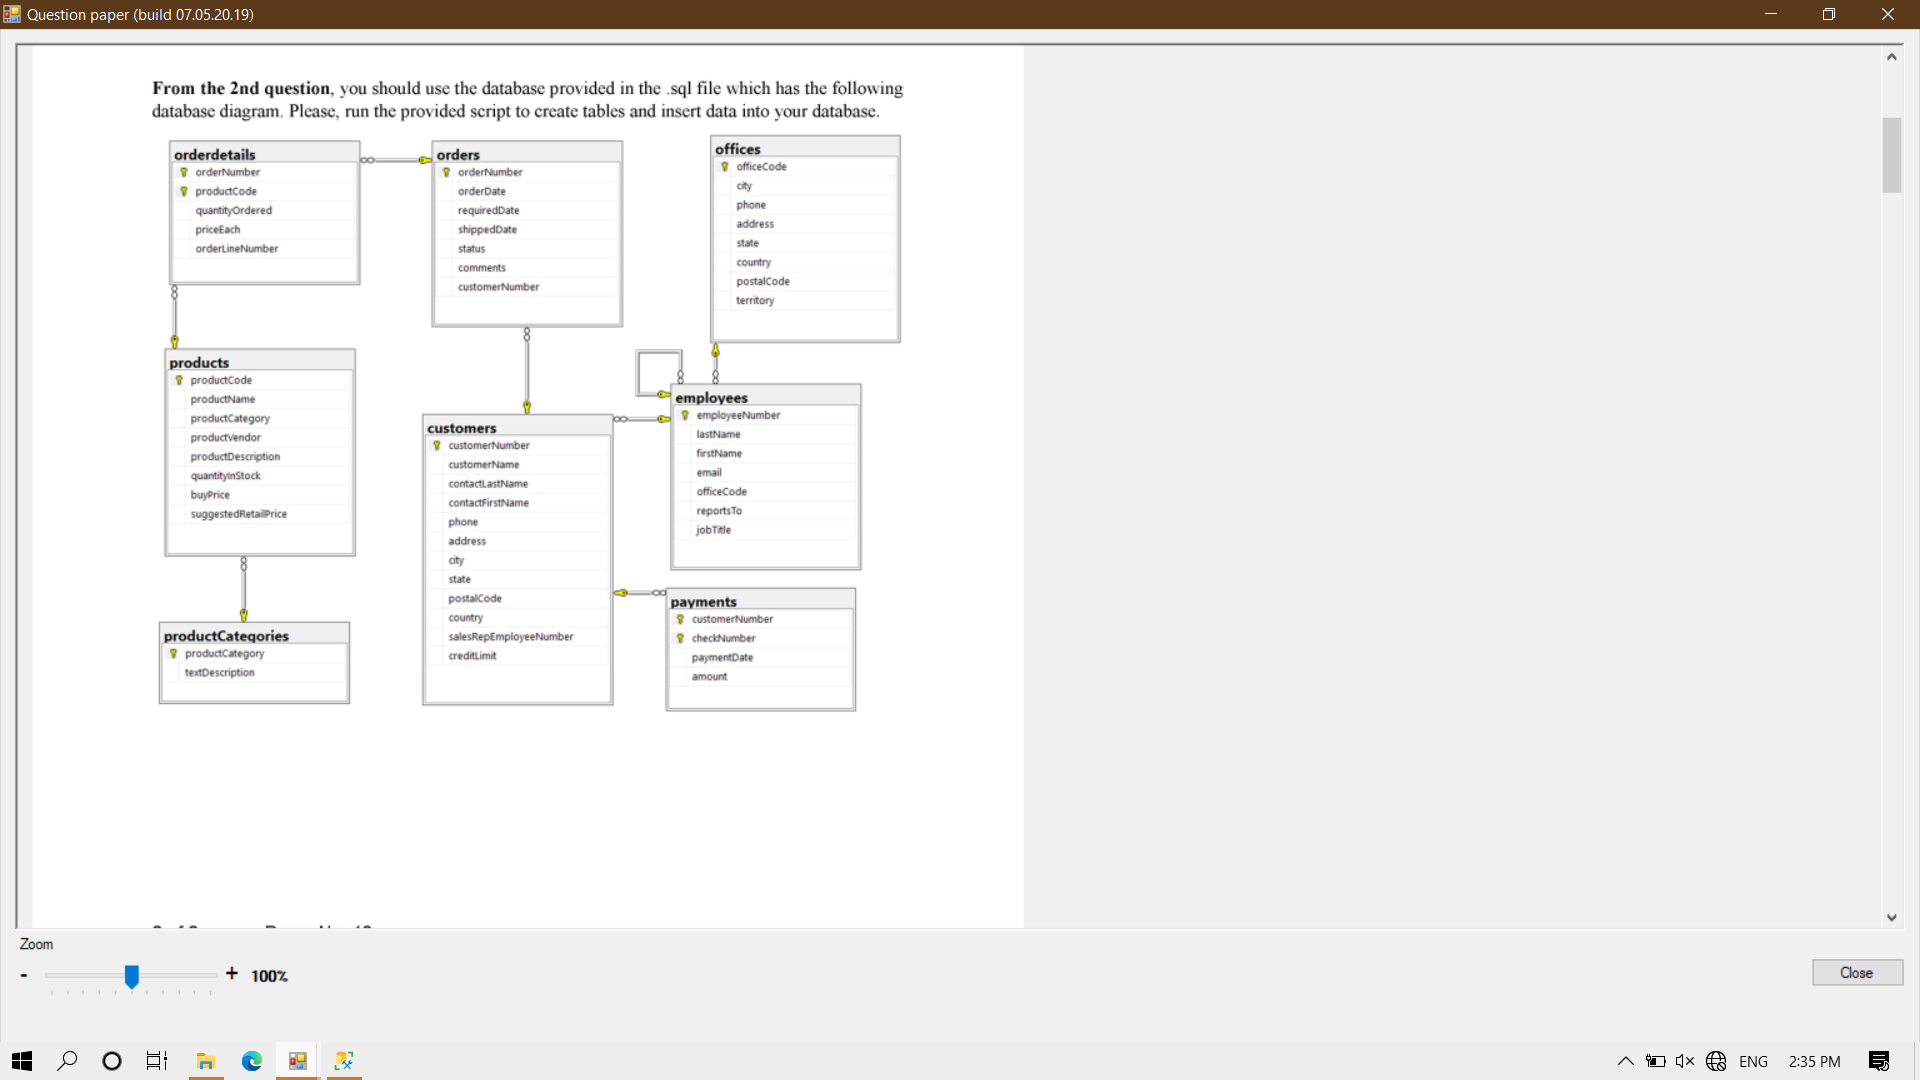 Question paper (build 07.05.20.19)
From the 2nd question, you should use the database provided in the .sql file which has the following
database diagram. Please, run the provided script to create tables and insert data into your database.
orderdetails
orderNumber
productCode
quantityOrdered
priceEach
orderLineNumber
orders
orderNumber
orderDate
requiredDate
shippedDate
status
comments
customerNumber
offices
officeCode
city
phone
address
state
country
postalCode
territory
products
productCode
productName
productCategory
productVendor
productDescription
quantityInStock
buyPrice
suggestedRetailPrice
customers
customerNumber
customerName
contactLastName
contactFirstName
phone
address
city
state
postalCode
country
salesRepEmployeeNumber
creditLimit
employees
employeeNumber
lastName
firstName
email
officeCode
reportsTo
jobTitle
productCategories
productCategory
textDescription
payments
customerNumber
checkNumber
paymentDate
amount
Zoom
- + 100%
Close
ENG 2:35 PM